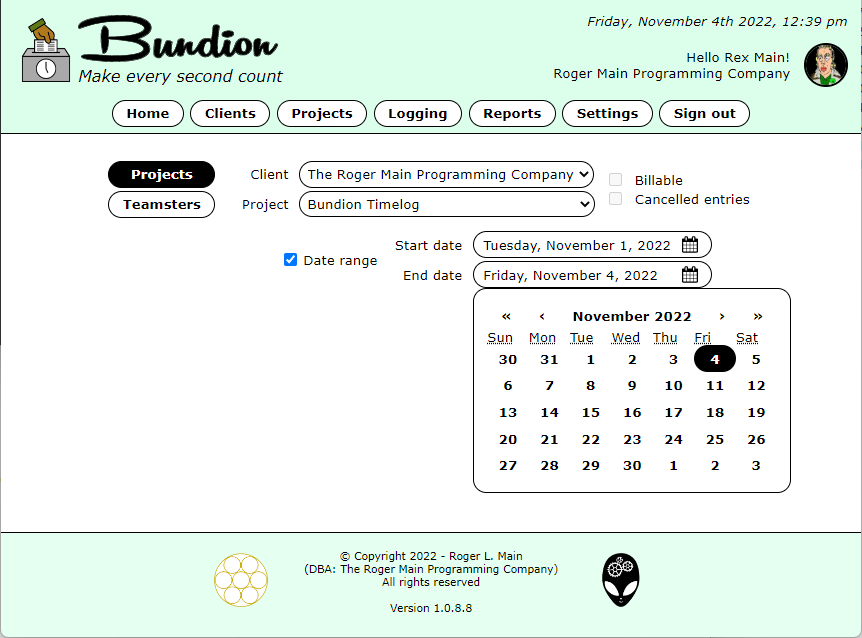 Friday, November 4th 2022, 12:39 pm
Bundion
Make every second count
Hello Rex Main!
Roger Main Programming Company
Home Clients Projects Logging Reports Settings Sign out
Projects Client The Roger Main Programming Company Billable
Teamsters Project Bundion Timelog Cancelled entries
Start date Tuesday, November 1, 2022
Date range
End date Friday, November 4, 2022
« ‹ November 2022 › »
Sun Mon Tue Wed Thu Fri Sat
30 31 1 2 3 4 5
6 7 8 9 10 11 12
13 14 15 16 17 18 19
20 21 22 23 24 25 26
27 28 29 30 1 2 3
© Copyright 2022 - Roger L. Main
(DBA: The Roger Main Programming Company)
All rights reserved
Version 1.0.8.8